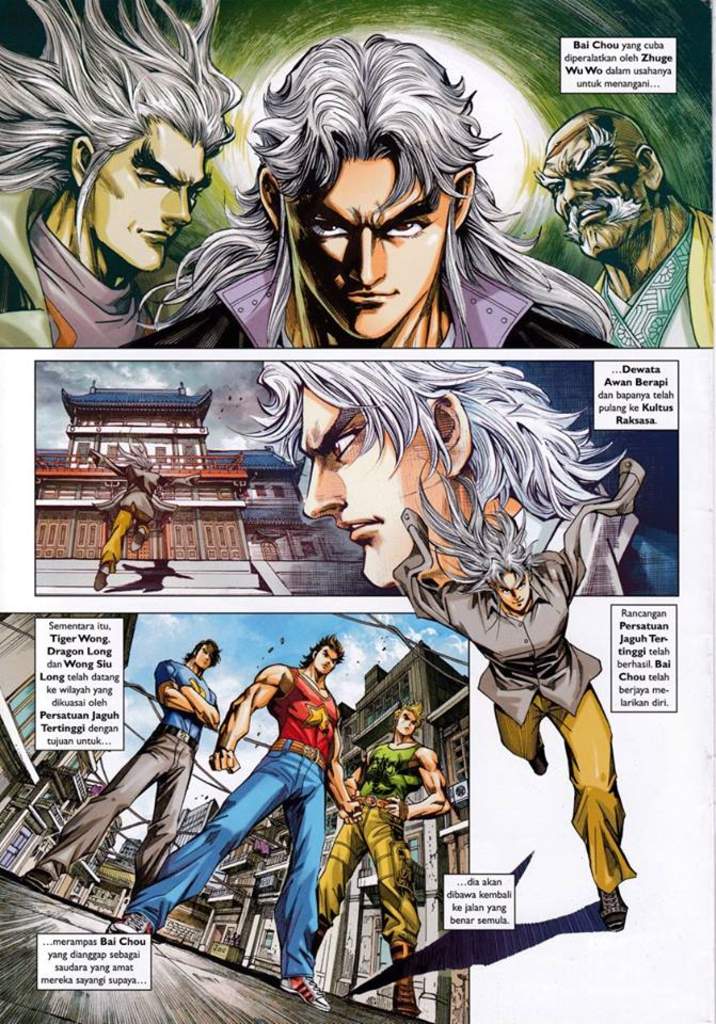 Bai Chou yang cuba
diperalatkan oleh Zhuge
Wu Wo dalam usahanya
untuk menangani...
...Dewata
Awan Berapi
dan bapanya telah
pulang ke Kultus
Raksasa.
Rancangan
Persatuan
Jaguh Ter-
tinggi telah
berhasil. Bai
Chou telah
berjaya me-
larikan diri.
Sementara itu,
Tiger Wong,
Dragon Long
dan Wong Siu
Long telah datang
ke wilayah yang
dikuasai oleh
Persatuan Jaguh
Tertinggi dengan
tujuan untuk...
...merampas Bai Chou
yang dianggap sebagai
saudara yang amat
mereka sayangi supaya...
...dia akan
dibawa kembali
ke jalan yang
benar semula.